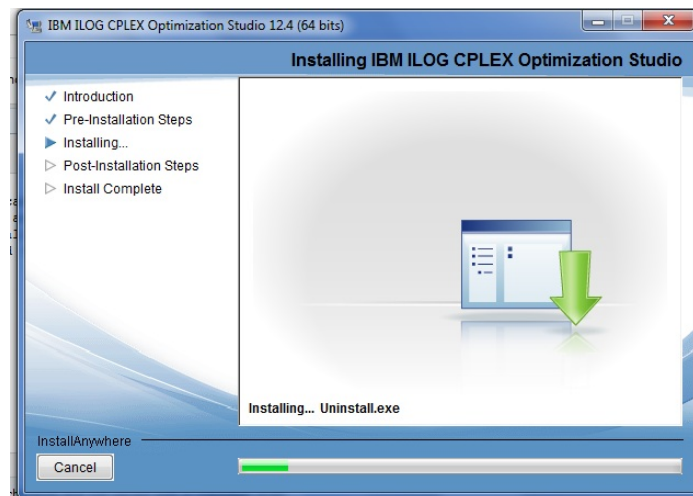 IBM ILOG CPLEX Optimization Studio 12.4 (64 bits)
Installing IBM ILOG CPLEX Optimization Studio
Introduction
Pre-Installation Steps
Installing...
Post-Installation Steps
Install Complete
Installing... Uninstall.exe
InstallAnywhere
Cancel